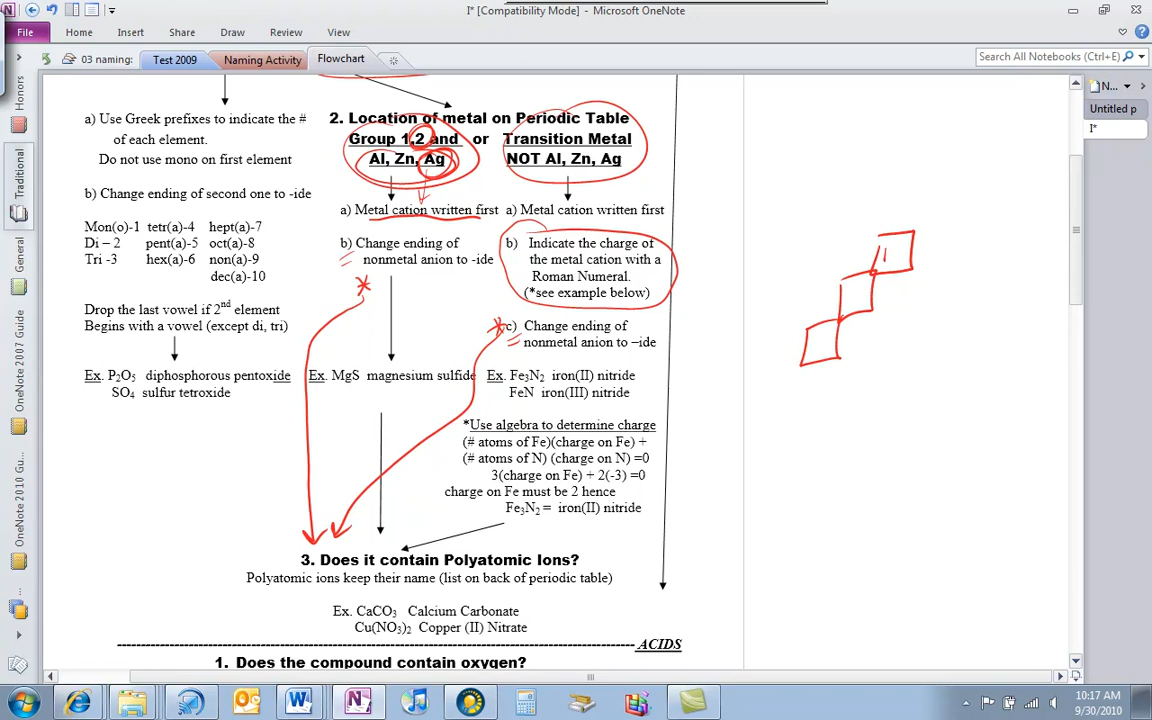 I* [Compatibility Mode] - Microsoft OneNote
File Home Insert Share Draw Review View
03 naming: Test 2009 Naming Activity Flowchart
Search All Notebooks (Ctrl+E)
N...
Untitled p
I*
Honors
Traditional
OneNote 2007 Guide
OneNote 2010 Gu...
a) Use Greek prefixes to indicate the #
of each element.
Do not use mono on first element
b) Change ending of second one to -ide
Mon(o)-1 tetr(a)-4 hept(a)-7
Di – 2 pent(a)-5 oct(a)-8
Tri -3 hex(a)-6 non(a)-9
dec(a)-10
Drop the last vowel if 2nd element
Begins with a vowel (except di, tri)
Ex. P2O5 diphosphorous pentoxide
SO4 sulfur tetroxide
2. Location of metal on Periodic Table
Group 1,2 and or Transition Metal
Al, Zn, Ag NOT Al, Zn, Ag
a) Metal cation written first
b) Change ending of
nonmetal anion to -ide
Ex. MgS magnesium sulfide
a) Metal cation written first
b) Indicate the charge of
the metal cation with a
Roman Numeral.
(*see example below)
c) Change ending of
nonmetal anion to –ide
Ex. Fe3N2 iron(II) nitride
FeN iron(III) nitride
*Use algebra to determine charge
(# atoms of Fe)(charge on Fe) +
(# atoms of N) (charge on N) =0
3(charge on Fe) + 2(-3) =0
charge on Fe must be 2 hence
Fe3N2 = iron(II) nitride
3. Does it contain Polyatomic Ions?
Polyatomic ions keep their name (list on back of periodic table)
Ex. CaCO3 Calcium Carbonate
Cu(NO3)2 Copper (II) Nitrate
ACIDS
1. Does the compound contain oxygen?
10:17 AM
9/30/2010